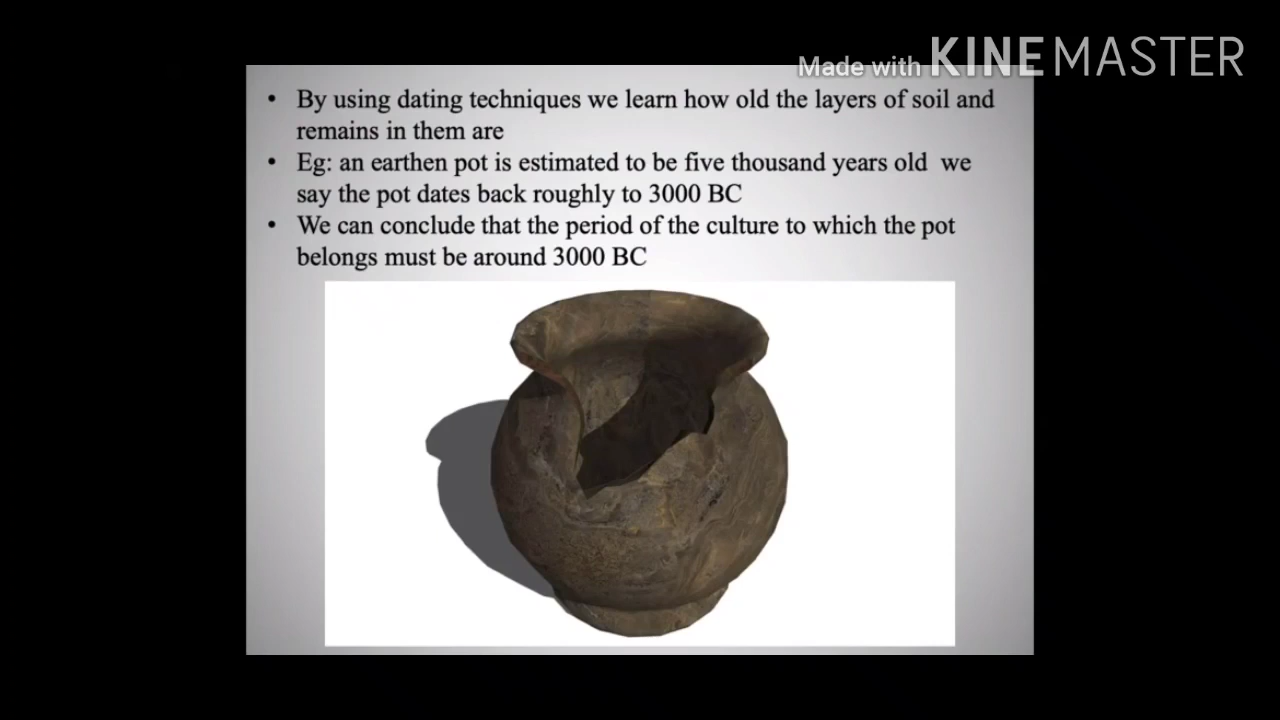 Made with KINEMASTER
• By using dating techniques we learn how old the layers of soil and
remains in them are
• Eg: an earthen pot is estimated to be five thousand years old we
say the pot dates back roughly to 3000 BC
• We can conclude that the period of the culture to which the pot
belongs must be around 3000 BC